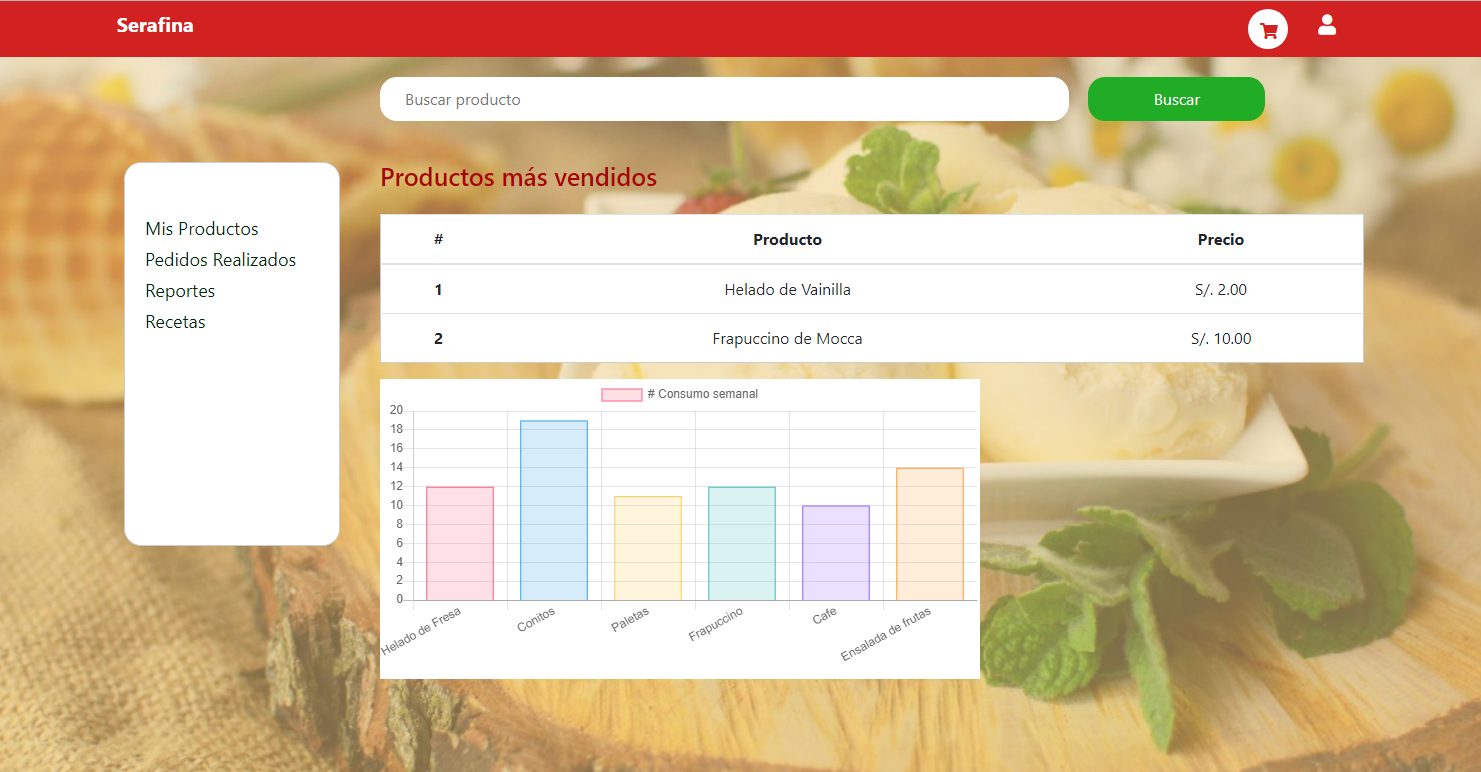 Serafina
Buscar producto
Buscar
Mis Productos
Pedidos Realizados
Reportes
Recetas
Productos más vendidos
# Producto Precio
1 Helado de Vainilla S/. 2.00
2 Frapuccino de Mocca S/. 10.00
# Consumo semanal
20
18
16
14
12
10
8
6
4
2
0
Helado de Fresa
Conitos
Paletas
Frapuccino
Cafe
Ensalada de frutas